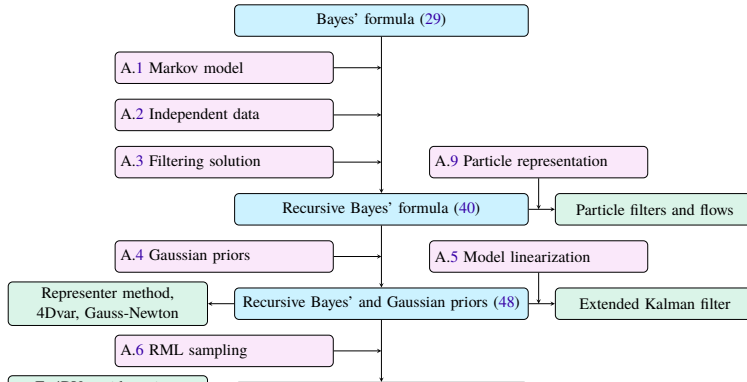 Bayes' formula (29)
A.1 Markov model
A.2 Independent data
A.3 Filtering solution
A.9 Particle representation
Recursive Bayes' formula (40)
Particle filters and flows
A.4 Gaussian priors
A.5 Model linearization
Representer method,
4Dvar, Gauss-Newton
Recursive Bayes' and Gaussian priors (48)
Extended Kalman filter
A.6 RML sampling